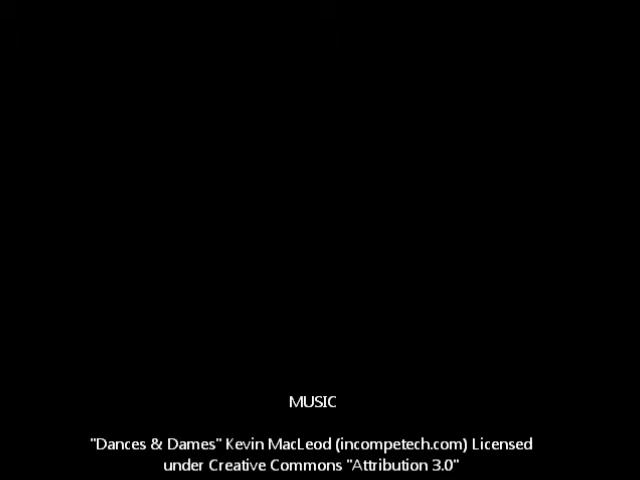 MUSIC
"Dances & Dames" Kevin MacLeod (incompetech.com) Licensed
under Creative Commons "Attribution 3.0"